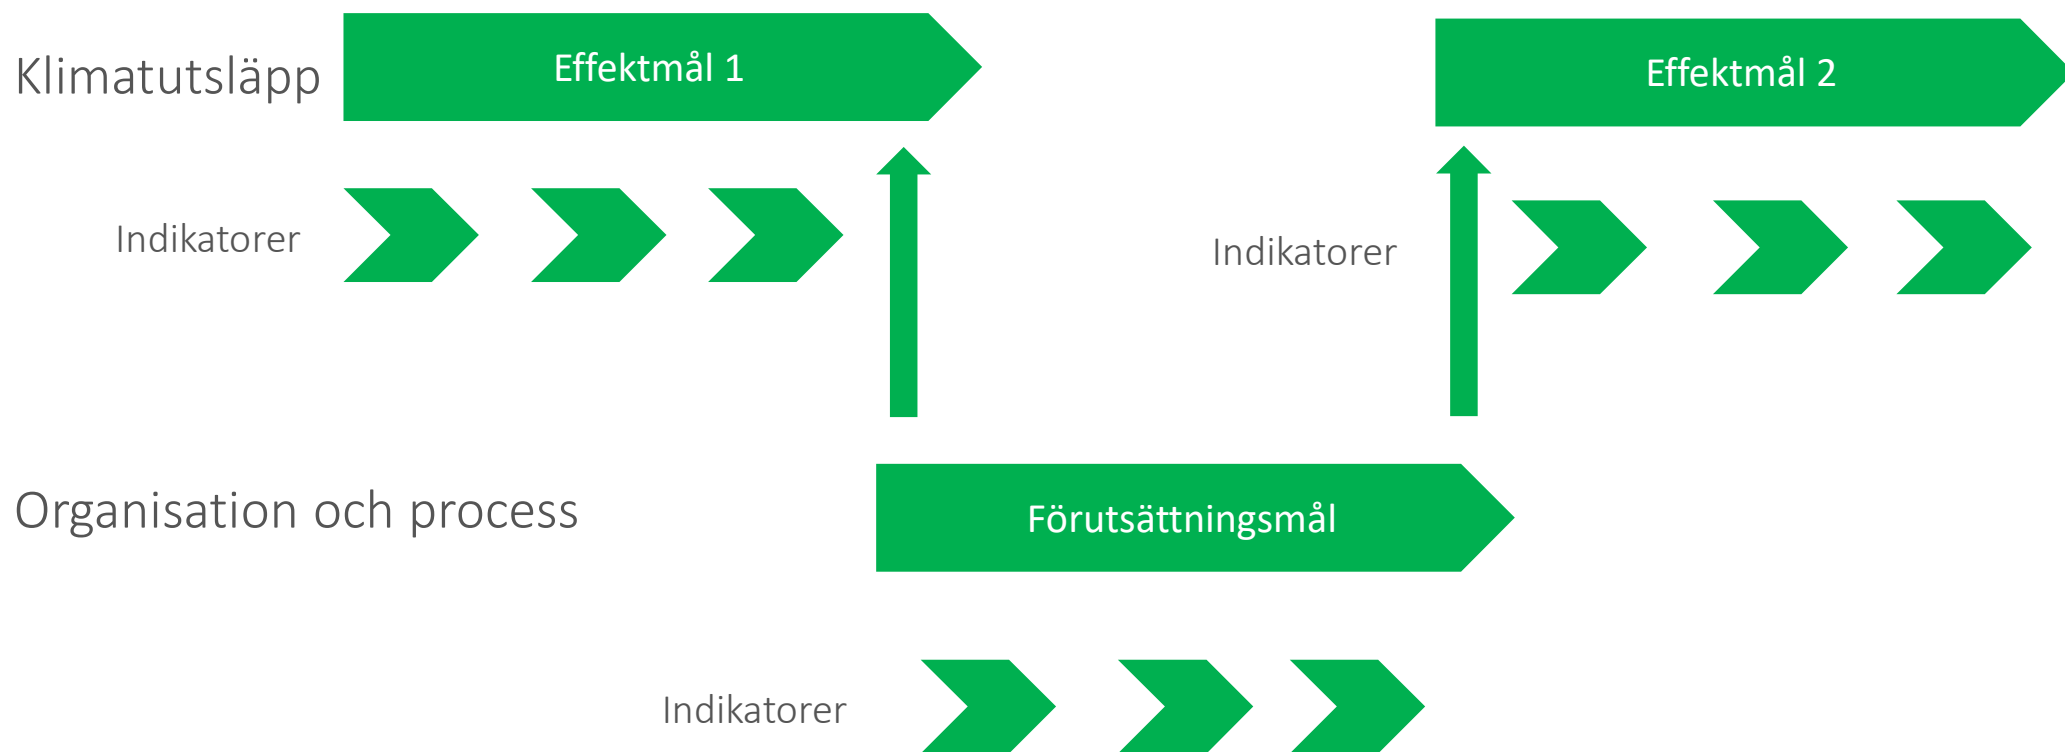 Klimatutsläpp
Effektmål 1
Effektmål 2
Indikatorer
Indikatorer
Organisation och process
Förutsättningsmål
Indikatorer